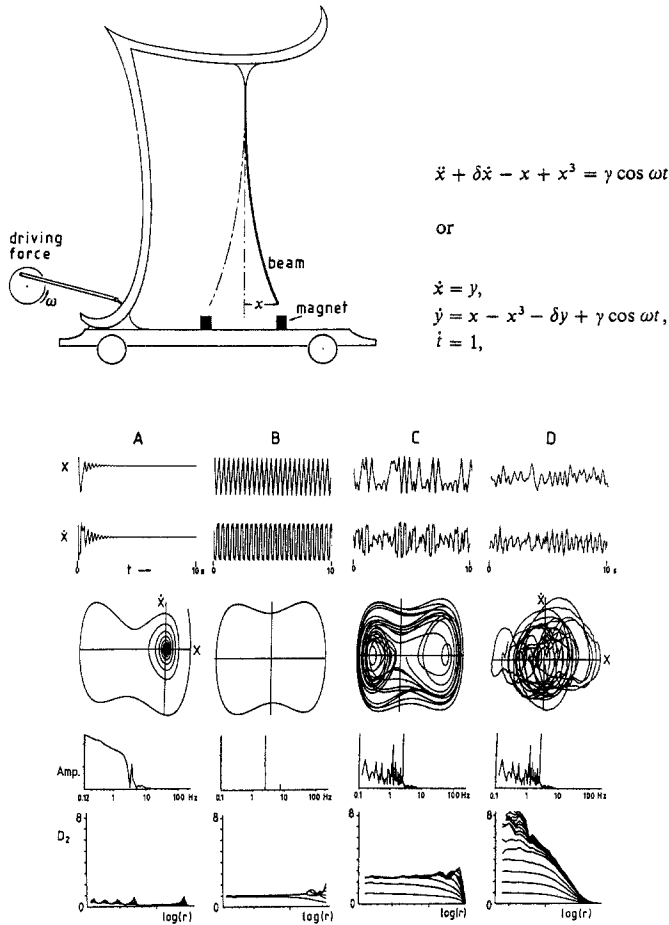 driving
force
ω
x
beam
magnet
ẍ + δẋ − x + x³ = γ cos ωt
or
ẋ = y,
ẏ = x − x³ − δy + γ cos ωt,
ṫ = 1,
A B C D
X
Ẋ
0 t — 10 s 0 10 0 10 0 10 s
Ẋ X Ẋ X
Amp.
0.12 1 10 100 Hz 0.1 1 10 100 Hz 0.1 1 10 100 Hz 0.1 1 10 100 Hz
8 8 8 8
D₂
0 0 0 0
log(r) log(r) log(r) log(r)